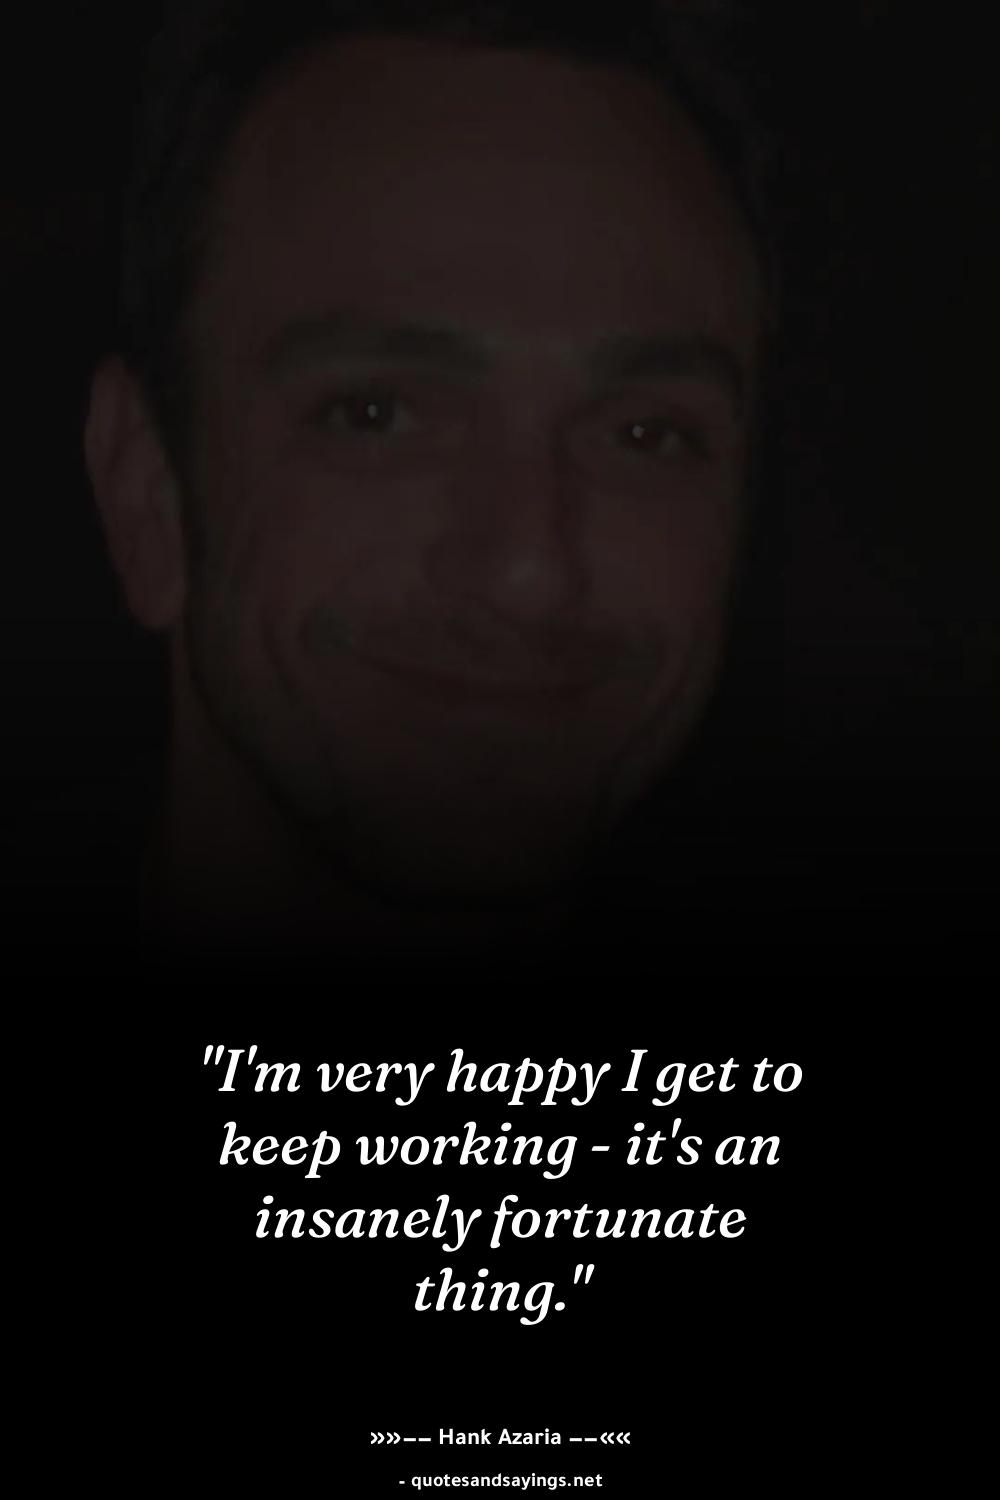 "I'm very happy I get to
keep working - it's an
insanely fortunate
thing."
»»–– Hank Azaria ––««
- quotesandsayings.net